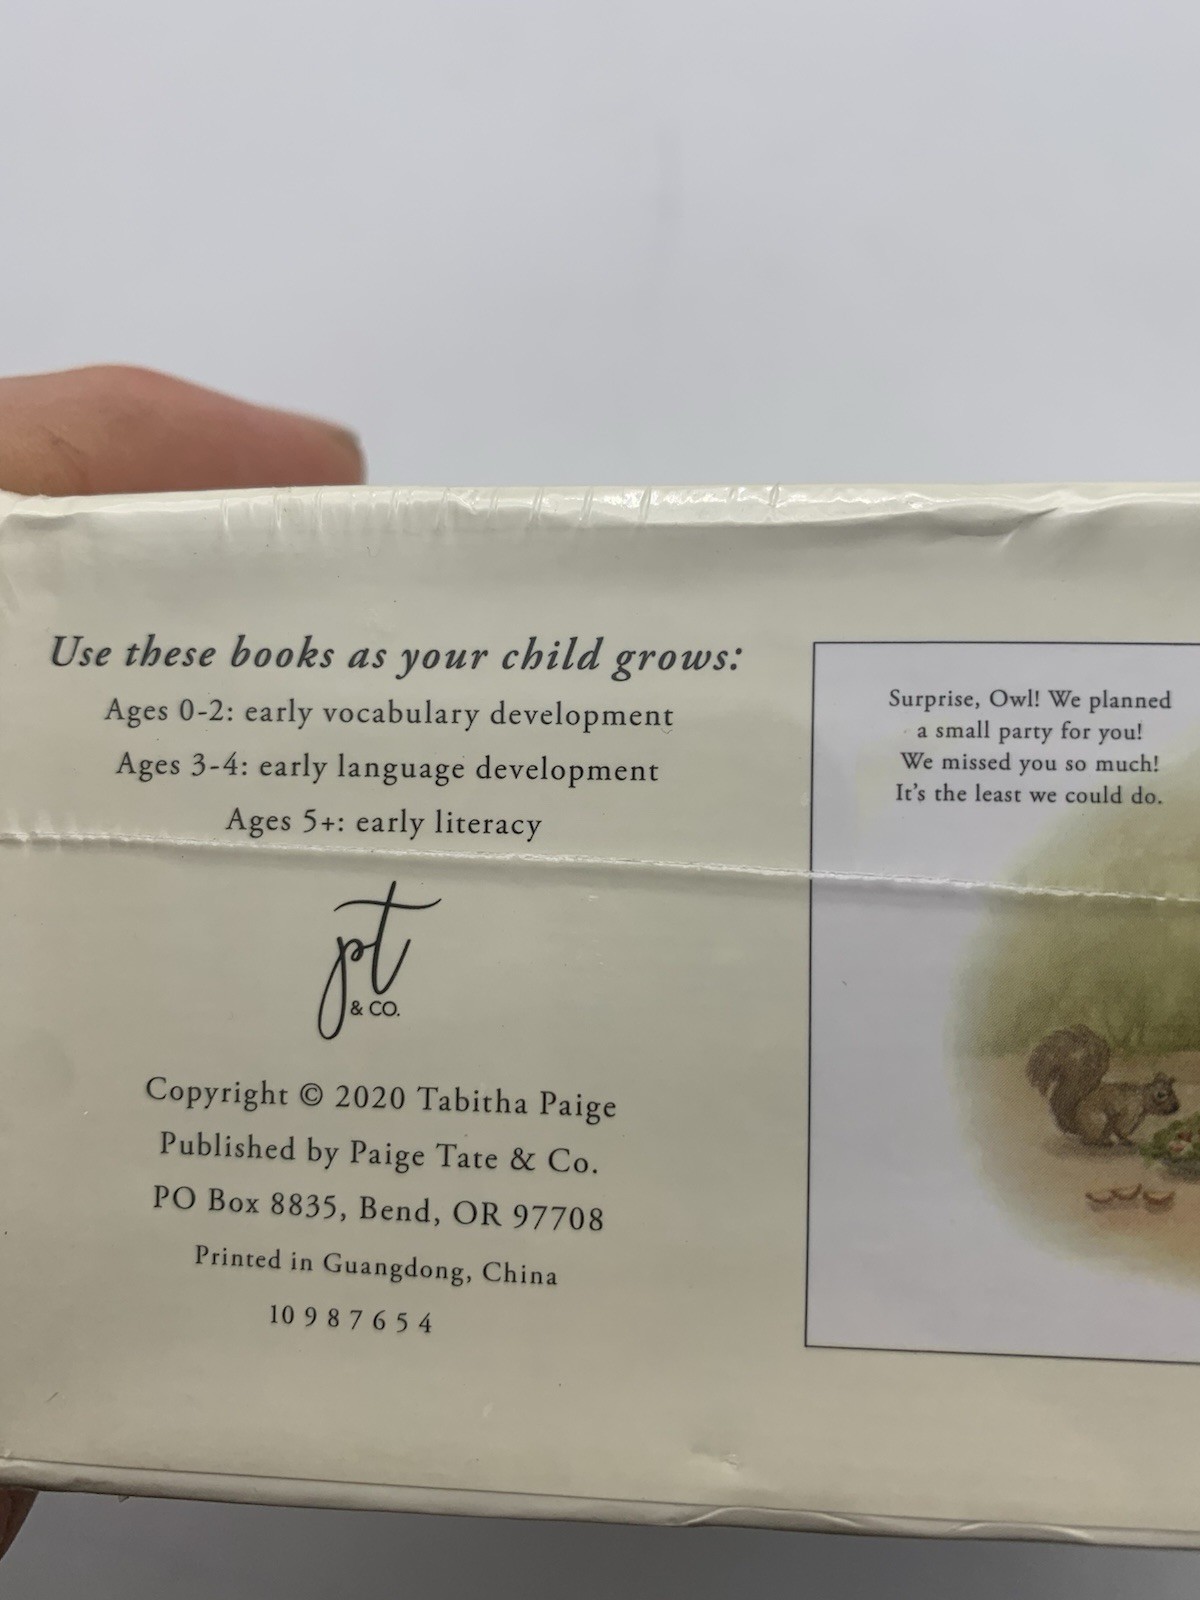 Use these books as your child grows:
Ages 0-2: early vocabulary development
Ages 3-4: early language development
Ages 5+: early literacy
pt
& CO.
Copyright © 2020 Tabitha Paige
Published by Paige Tate & Co.
PO Box 8835, Bend, OR 97708
Printed in Guangdong, China
10 9 8 7 6 5 4
Surprise, Owl! We planned
a small party for you!
We missed you so much!
It's the least we could do.